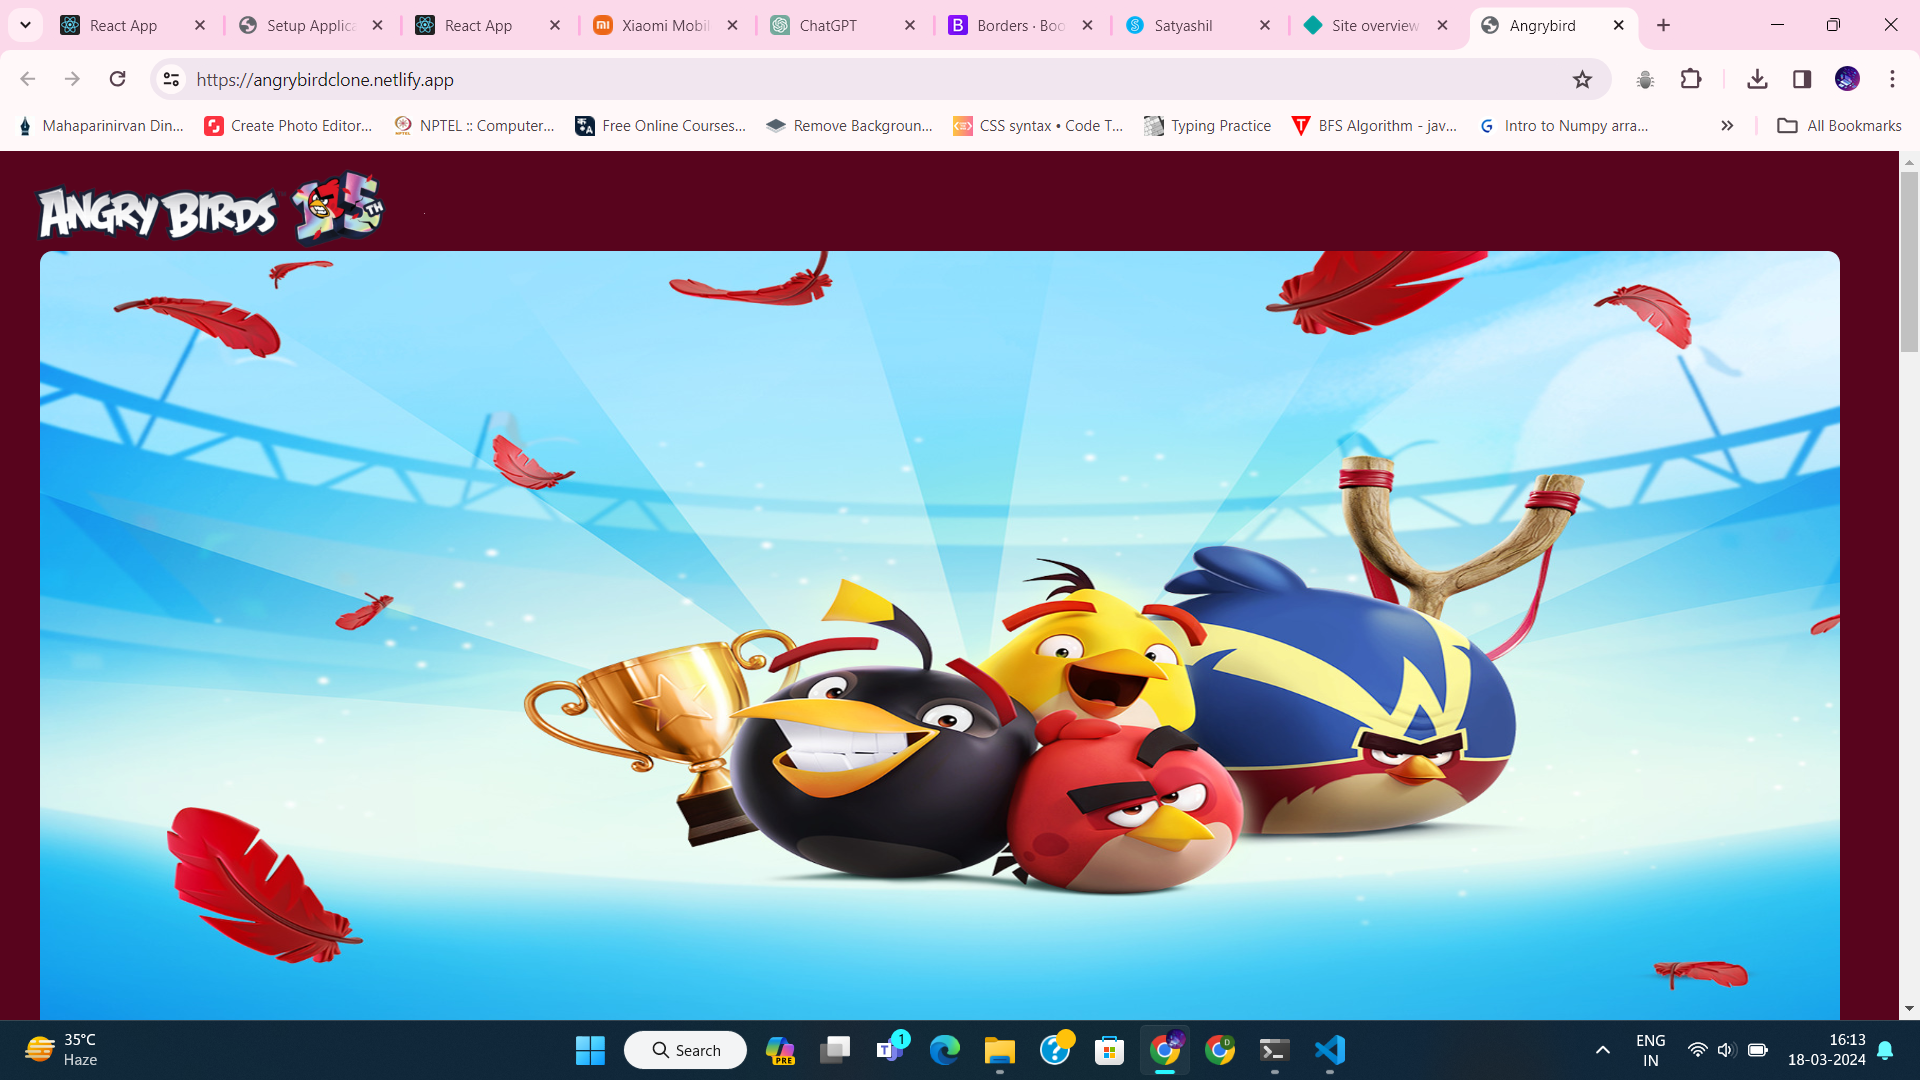 React App
Setup Applica
React App
Xiaomi Mobil
ChatGPT
Borders · Boo
Satyashil
Site overview
Angrybird
https://angrybirdclone.netlify.app
Mahaparinirvan Din...
Create Photo Editor...
NPTEL :: Computer...
Free Online Courses...
Remove Backgroun...
CSS syntax • Code T...
Typing Practice
BFS Algorithm - jav...
Intro to Numpy arra...
All Bookmarks
ANGRY BIRDS 15TH
35°C
Haze
Search
PRE
1
ENG
IN
16:13
18-03-2024